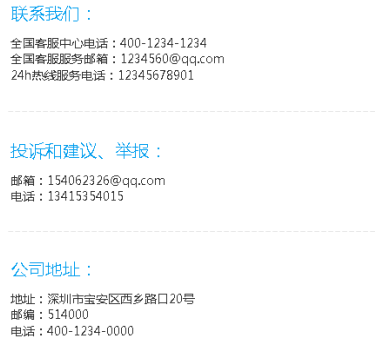 联系我们：
全国客服中心电话：400-1234-1234
全国客服服务邮箱：1234560@qq.com
24h热线服务电话：12345678901
投诉和建议、举报：
邮箱：154062326@qq.com
电话：13415354015
公司地址：
地址：深圳市宝安区西乡路口20号
邮编：514000
电话：400-1234-0000